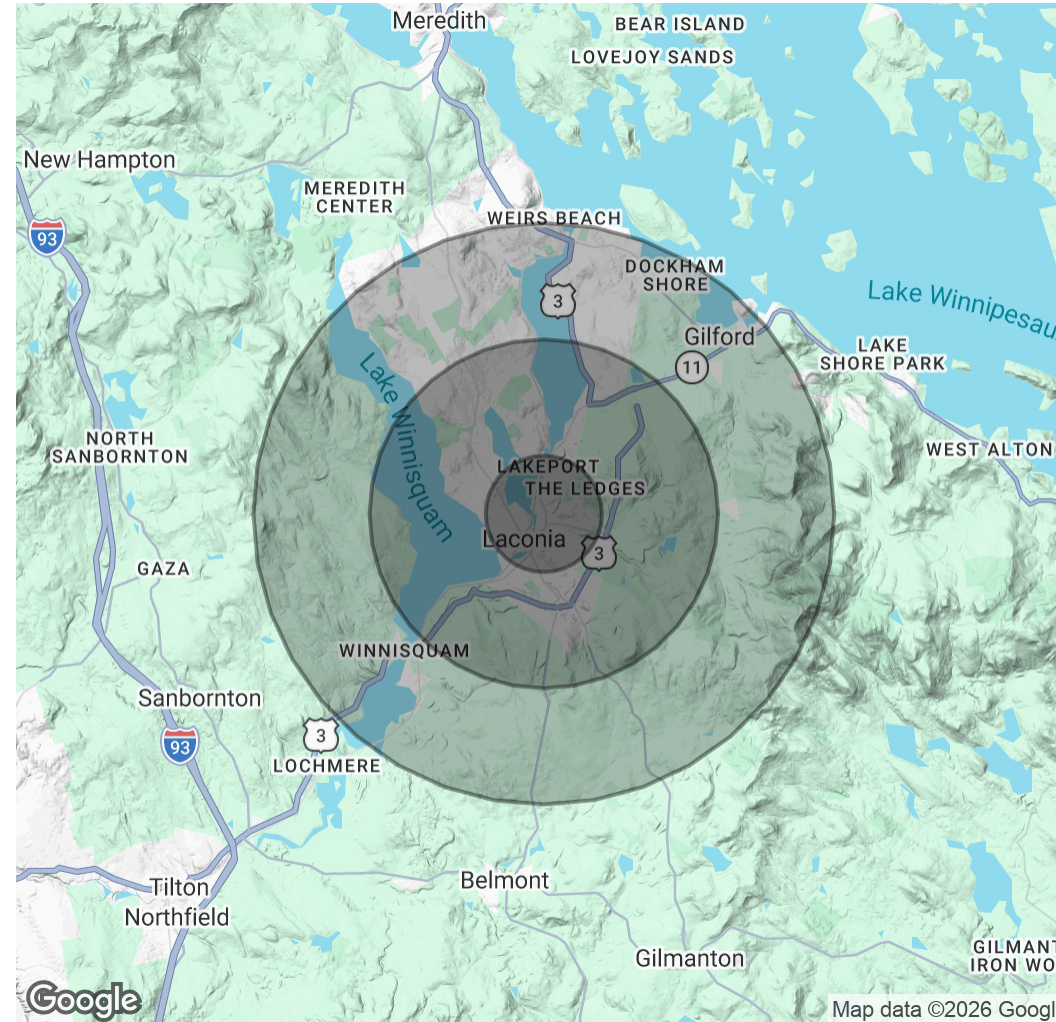 Meredith
BEAR ISLAND
LOVEJOY SANDS
New Hampton
MEREDITH
CENTER
93
WEIRS BEACH
DOCKHAM
SHORE
3
Lake Winnipesau
Gilford
LAKE
SHORE PARK
11
Lake Winnisquam
NORTH
SANBORNTON
WEST ALTON
LAKEPORT
THE LEDGES
Laconia
3
GAZA
WINNISQUAM
Sanbornton
3
93
LOCHMERE
Belmont
Tilton
Northfield
Gilmanton
GILMANT
IRON WO
Google
Map data ©2026 Googl